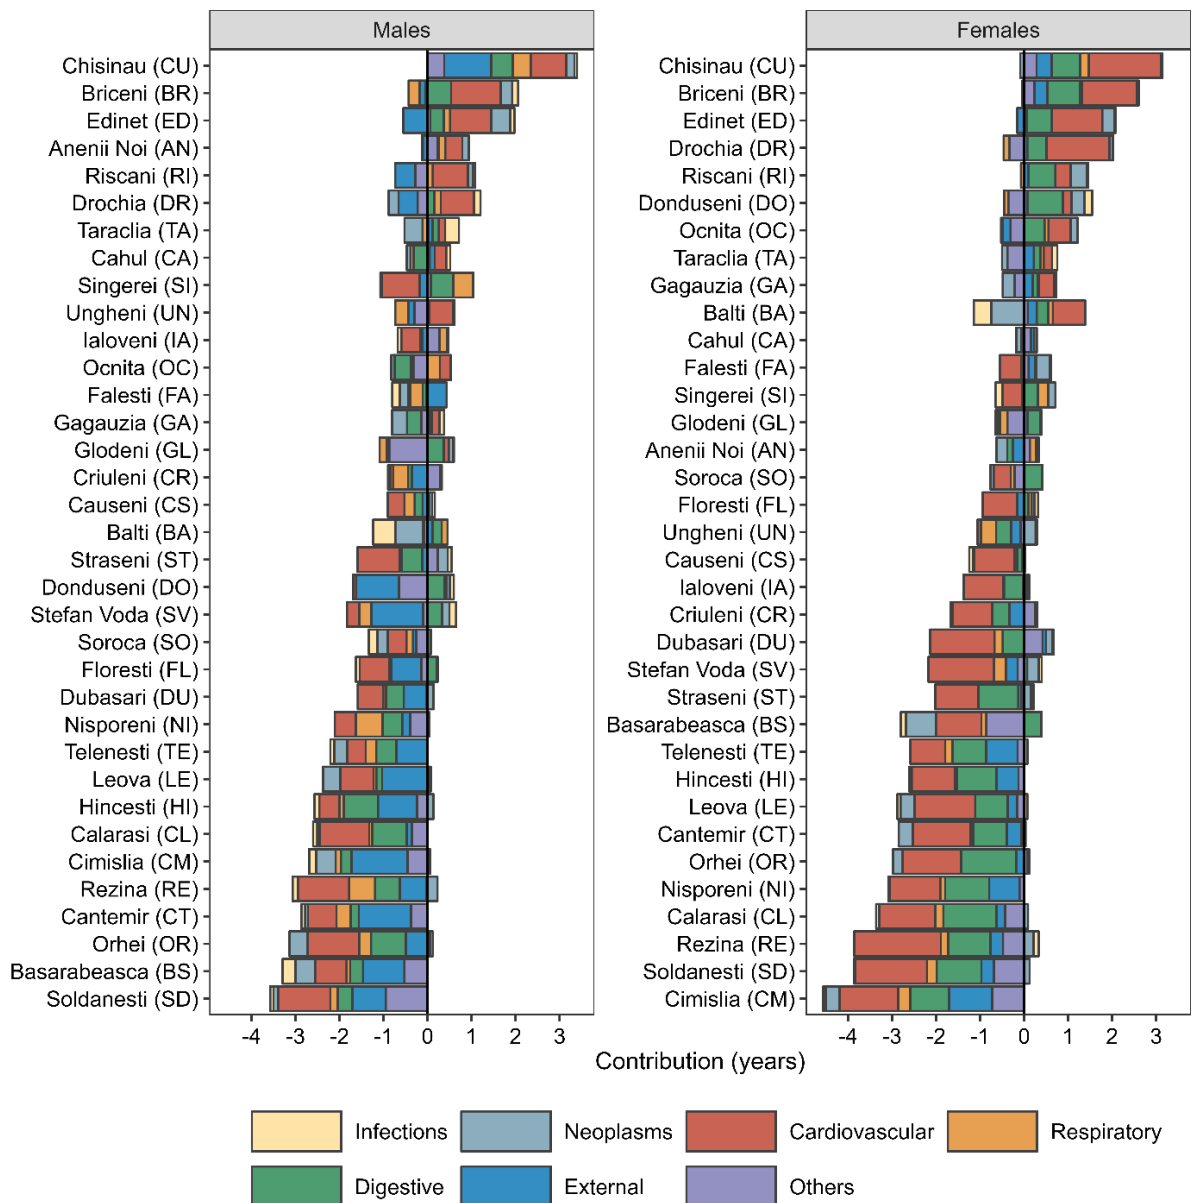 Males
Chisinau (CU)
Briceni (BR)
Edinet (ED)
Anenii Noi (AN)
Riscani (RI)
Drochia (DR)
Taraclia (TA)
Cahul (CA)
Singerei (SI)
Ungheni (UN)
Ialoveni (IA)
Ocnita (OC)
Falesti (FA)
Gagauzia (GA)
Glodeni (GL)
Criuleni (CR)
Causeni (CS)
Balti (BA)
Straseni (ST)
Donduseni (DO)
Stefan Voda (SV)
Soroca (SO)
Floresti (FL)
Dubasari (DU)
Nisporeni (NI)
Telenesti (TE)
Leova (LE)
Hincesti (HI)
Calarasi (CL)
Cimislia (CM)
Rezina (RE)
Cantemir (CT)
Orhei (OR)
Basarabeasca (BS)
Soldanesti (SD)
-4 -3 -2 -1 0 1 2 3
Females
Chisinau (CU)
Briceni (BR)
Edinet (ED)
Drochia (DR)
Riscani (RI)
Donduseni (DO)
Ocnita (OC)
Taraclia (TA)
Gagauzia (GA)
Balti (BA)
Cahul (CA)
Falesti (FA)
Singerei (SI)
Glodeni (GL)
Anenii Noi (AN)
Soroca (SO)
Floresti (FL)
Ungheni (UN)
Causeni (CS)
Ialoveni (IA)
Criuleni (CR)
Dubasari (DU)
Stefan Voda (SV)
Straseni (ST)
Basarabeasca (BS)
Telenesti (TE)
Hincesti (HI)
Leova (LE)
Cantemir (CT)
Orhei (OR)
Nisporeni (NI)
Calarasi (CL)
Rezina (RE)
Soldanesti (SD)
Cimislia (CM)
-4 -3 -2 -1 0 1 2 3
Contribution (years)
Infections Neoplasms Cardiovascular Respiratory
Digestive External Others